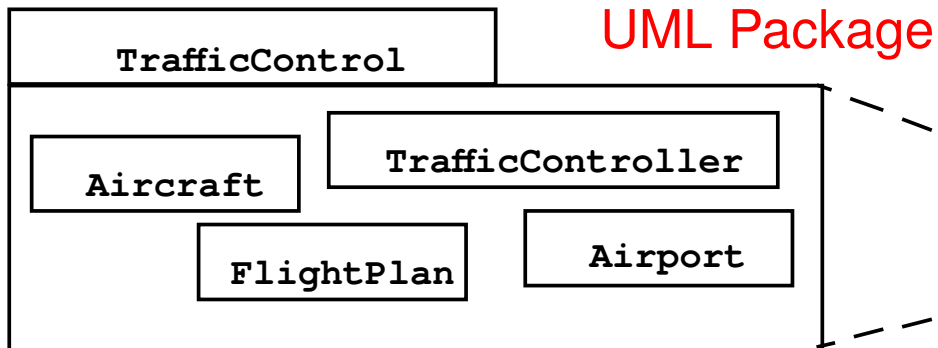 UML Package
TrafficControl
TrafficController
Aircraft
Airport
FlightPlan